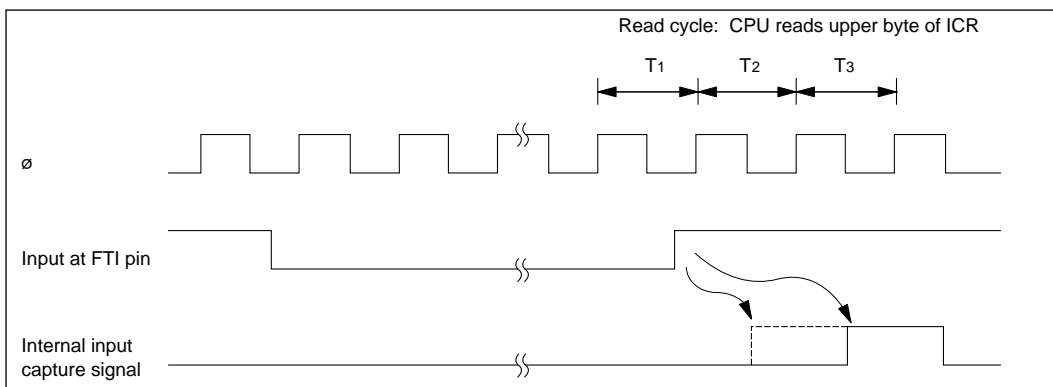 Read cycle: CPU reads upper byte of ICR
T1 T2 T3
ø
Input at FTI pin
Internal input
capture signal